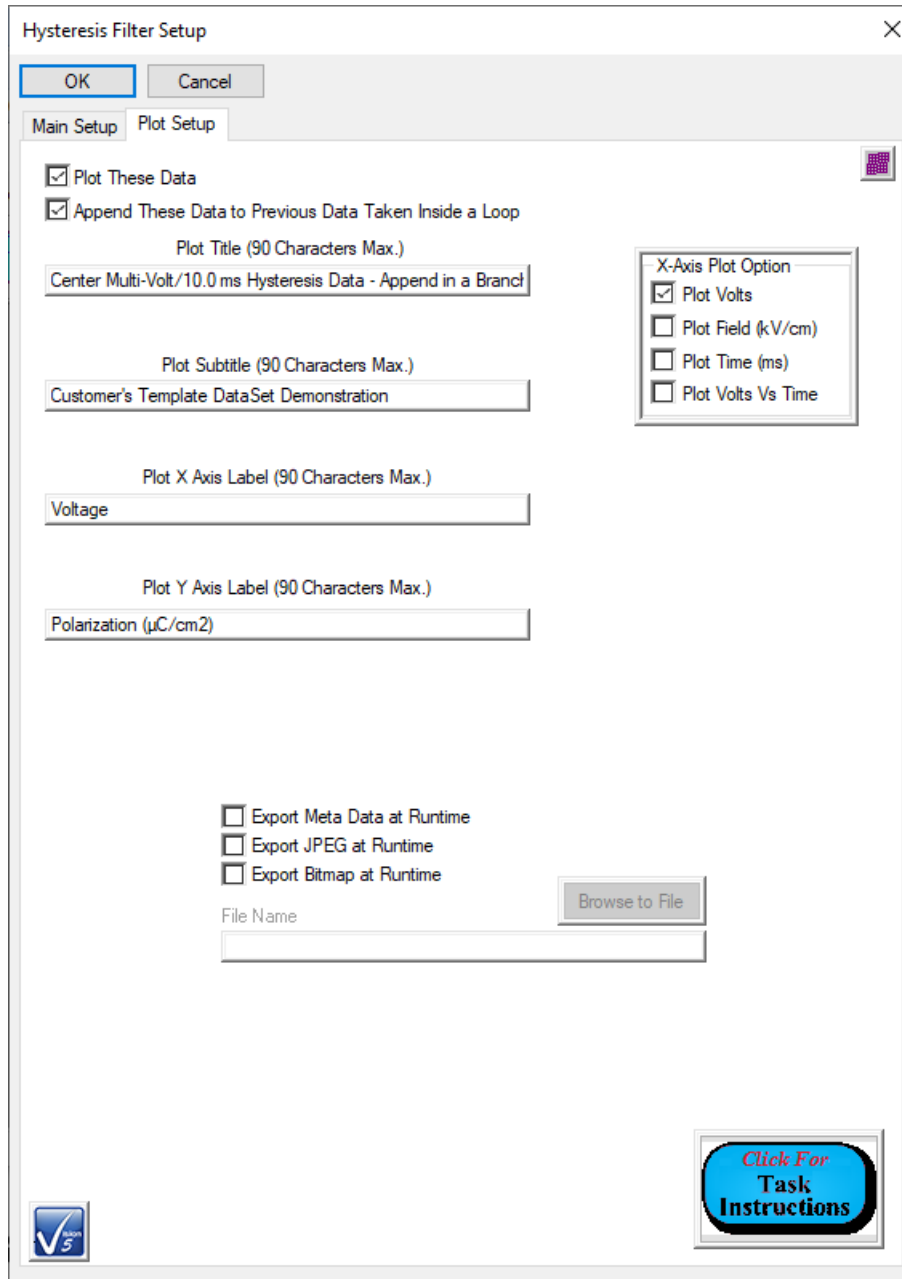 Hysteresis Filter Setup
OK
Cancel
Main Setup
Plot Setup
Plot These Data
Append These Data to Previous Data Taken Inside a Loop
Plot Title (90 Characters Max.)
Center Multi-Volt/10.0 ms Hysteresis Data - Append in a Branch
X-Axis Plot Option
Plot Volts
Plot Field (kV/cm)
Plot Time (ms)
Plot Volts Vs Time
Plot Subtitle (90 Characters Max.)
Customer's Template DataSet Demonstration
Plot X Axis Label (90 Characters Max.)
Voltage
Plot Y Axis Label (90 Characters Max.)
Polarization (µC/cm2)
Export Meta Data at Runtime
Export JPEG at Runtime
Export Bitmap at Runtime
Browse to File
File Name
Click For
Task
Instructions
Vision
5